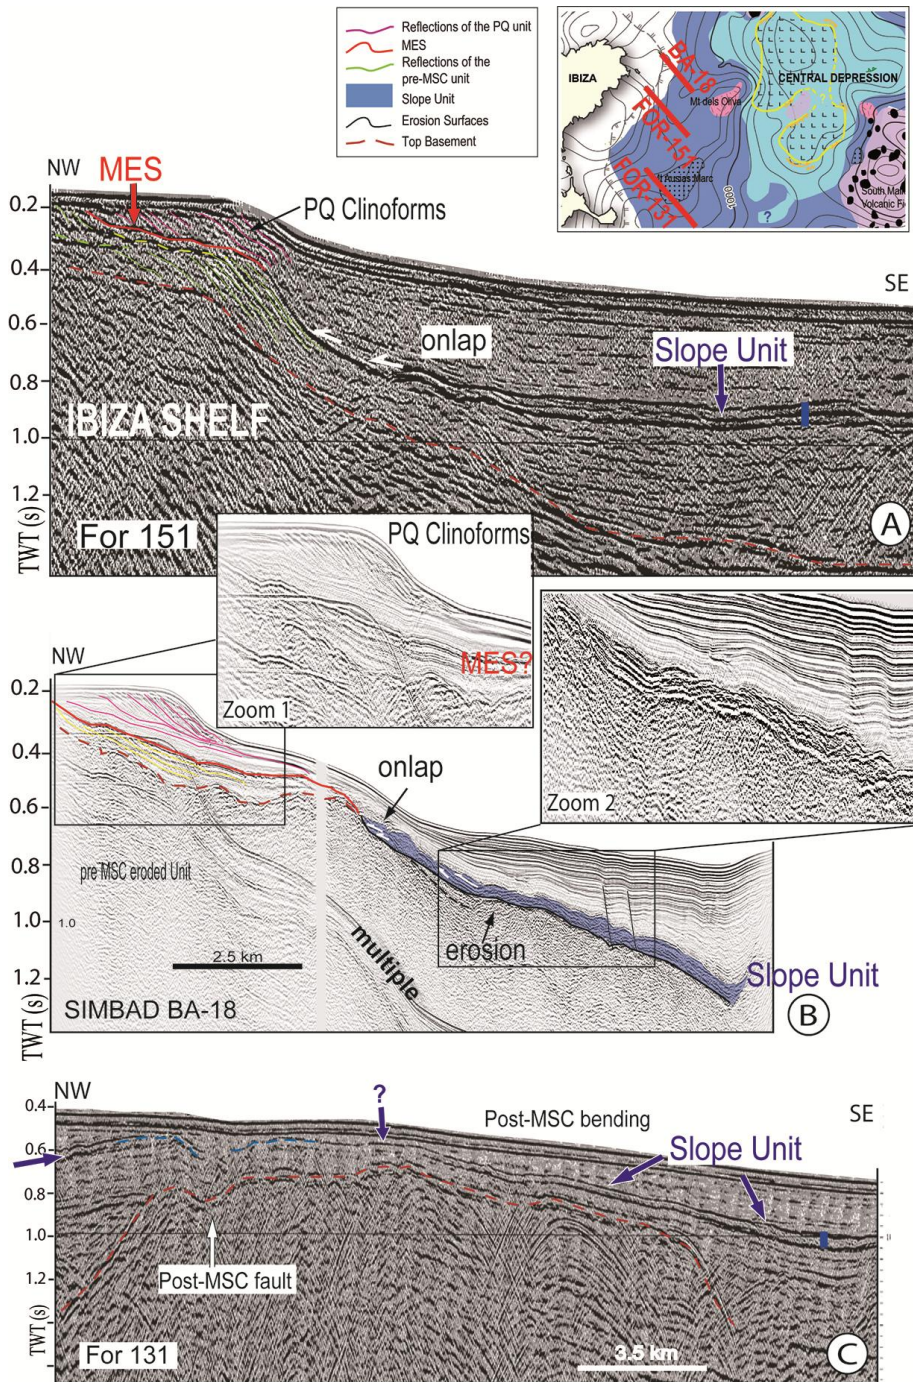 Reflections of the PQ unit
MES
Reflections of the
pre-MSC unit
Slope Unit
Erosion Surfaces
Top Basement
IBIZA
BA-18
CENTRAL DEPRESSION
Mt dels Oliva
FOR-151
?
Mt Ausias Marc
FOR-131
1000
South Mall
Volcanic Fi
?
NW
MES
PQ Clinoforms
SE
0.2
0.4
0.6
0.8
1.0
1.2
TWT (s)
onlap
Slope Unit
IBIZA SHELF
For 151
A
PQ Clinoforms
MES?
Zoom 1
Zoom 2
NW
0.2
0.4
0.6
0.8
1.0
1.2
TWT (s)
onlap
pre MSC eroded Unit
1.0
2.5 km
erosion
multiple
Slope Unit
SIMBAD BA-18
B
NW
?
Post-MSC bending
SE
0.4
0.6
0.8
1.0
1.2
TWT (s)
Slope Unit
Post-MSC fault
For 131
3.5 km
C